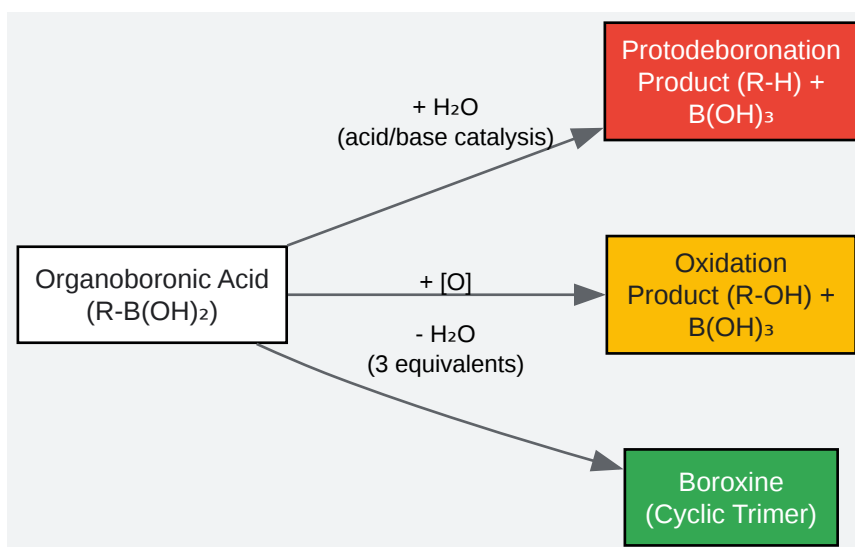 Protodeboronation
Product (R-H) +
B(OH)₃
+ H₂O
(acid/base catalysis)
Organoboronic Acid
(R-B(OH)₂)
+ [O]
Oxidation
Product (R-OH) +
B(OH)₃
- H₂O
(3 equivalents)
Boroxine
(Cyclic Trimer)